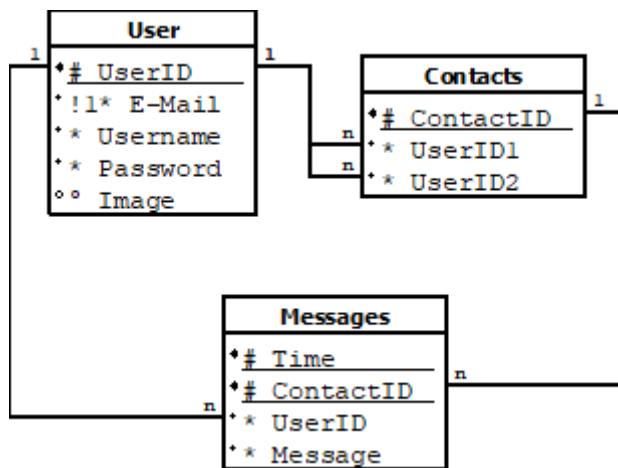 User
1
# UserID
!1* E-Mail
* Username
* Password
° Image
1
Contacts
# ContactID
* UserID1
* UserID2
n
n
1
Messages
# Time
# ContactID
* UserID
* Message
n
n